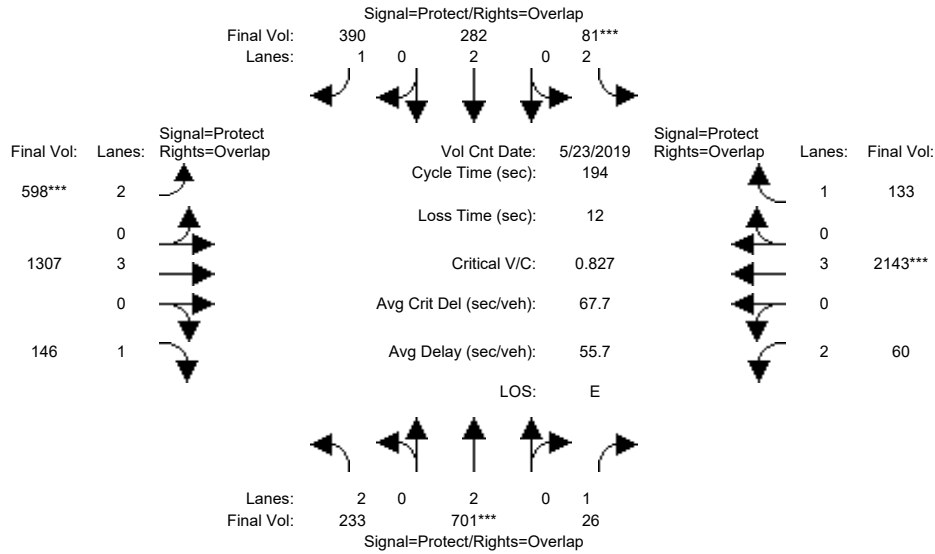 Signal=Protect/Rights=Overlap
Final Vol: 390 282 81***
Lanes: 1 0 2 0 2
Signal=Protect
Final Vol: Lanes: Rights=Overlap
Vol Cnt Date: 5/23/2019
Signal=Protect
Rights=Overlap Lanes: Final Vol:
Cycle Time (sec): 194
598*** 2
1 133
Loss Time (sec): 12
0
0
1307 3
Critical V/C: 0.827
3 2143***
0
Avg Crit Del (sec/veh): 67.7
0
146 1
Avg Delay (sec/veh): 55.7
2 60
LOS: E
Lanes: 2 0 2 0 1
Final Vol: 233 701*** 26
Signal=Protect/Rights=Overlap